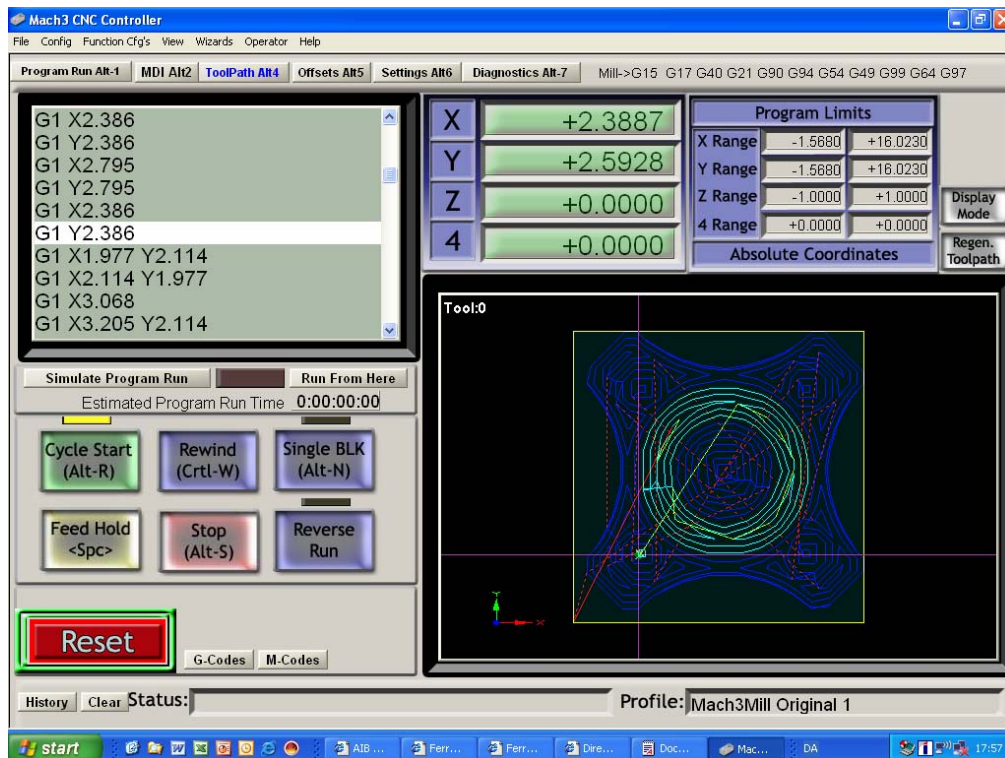 Mach3 CNC Controller
File Config Function Cfg's View Wizards Operator Help
Program Run Alt-1 MDI Alt2 ToolPath Alt4 Offsets Alt5 Settings Alt6 Diagnostics Alt-7 Mill->G15 G17 G40 G21 G90 G94 G54 G49 G99 G64 G97
G1 X2.386
G1 Y2.386
G1 X2.795
G1 Y2.795
G1 X2.386
G1 Y2.386
G1 X1.977 Y2.114
G1 X2.114 Y1.977
G1 X3.068
G1 X3.205 Y2.114
X +2.3887
Y +2.5928
Z +0.0000
4 +0.0000
Program Limits
X Range -1.5680 +16.0230
Y Range -1.5680 +16.0230
Z Range -1.0000 +1.0000
4 Range +0.0000 +0.0000
Absolute Coordinates
Display
Mode
Regen.
Toolpath
Tool:0
Y
X
Simulate Program Run Run From Here
Estimated Program Run Time 0:00:00:00
Cycle Start
(Alt-R)
Rewind
(Crtl-W)
Single BLK
(Alt-N)
Feed Hold
<Spc>
Stop
(Alt-S)
Reverse
Run
Reset
G-Codes M-Codes
History Clear Status: Profile: Mach3Mill Original 1
start AIB ... Ferr... Ferr... Dire... Doc... Mac... DA 17:57